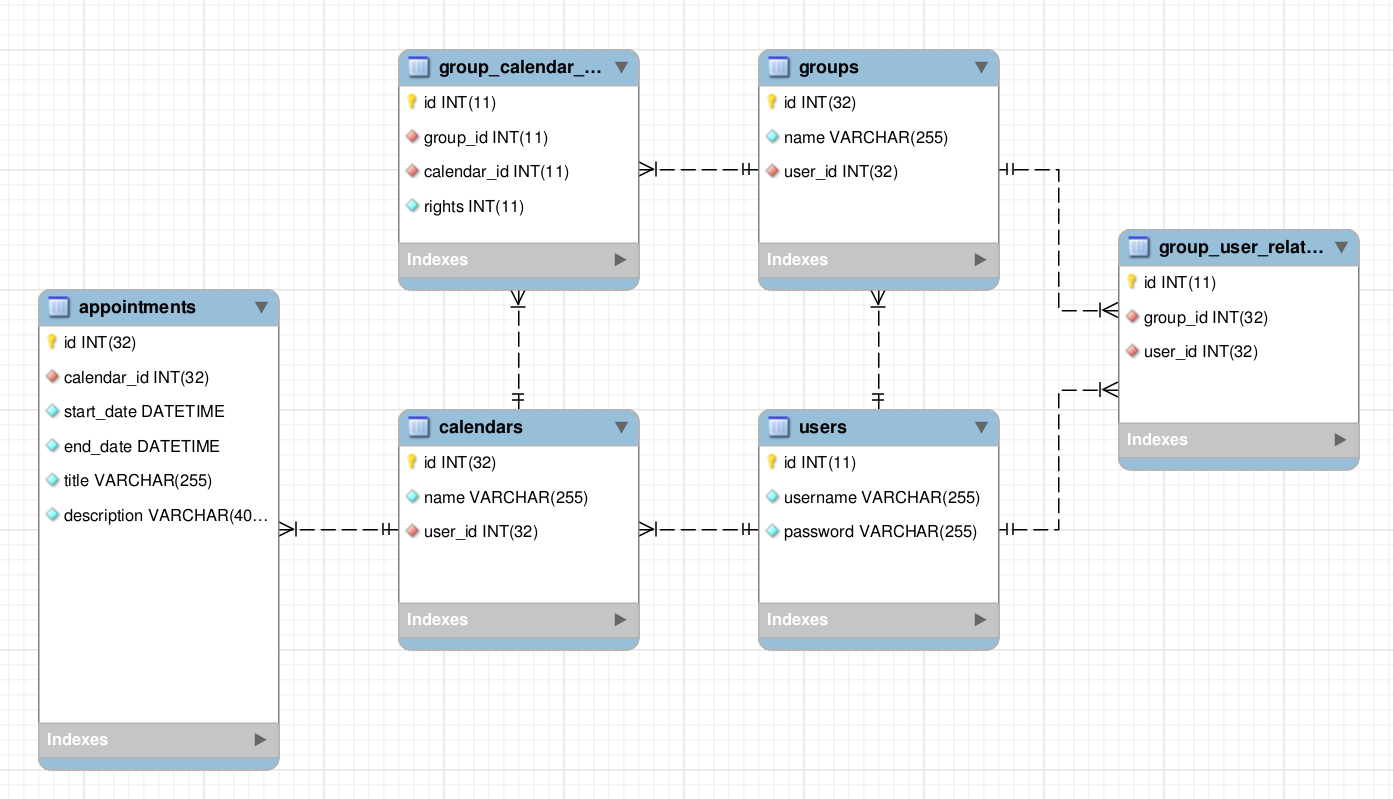 group_calendar_...
id INT(11)
group_id INT(11)
calendar_id INT(11)
rights INT(11)
Indexes
groups
id INT(32)
name VARCHAR(255)
user_id INT(32)
Indexes
group_user_relat...
id INT(11)
group_id INT(32)
user_id INT(32)
Indexes
appointments
id INT(32)
calendar_id INT(32)
start_date DATETIME
end_date DATETIME
title VARCHAR(255)
description VARCHAR(40...
Indexes
calendars
id INT(32)
name VARCHAR(255)
user_id INT(32)
Indexes
users
id INT(11)
username VARCHAR(255)
password VARCHAR(255)
Indexes